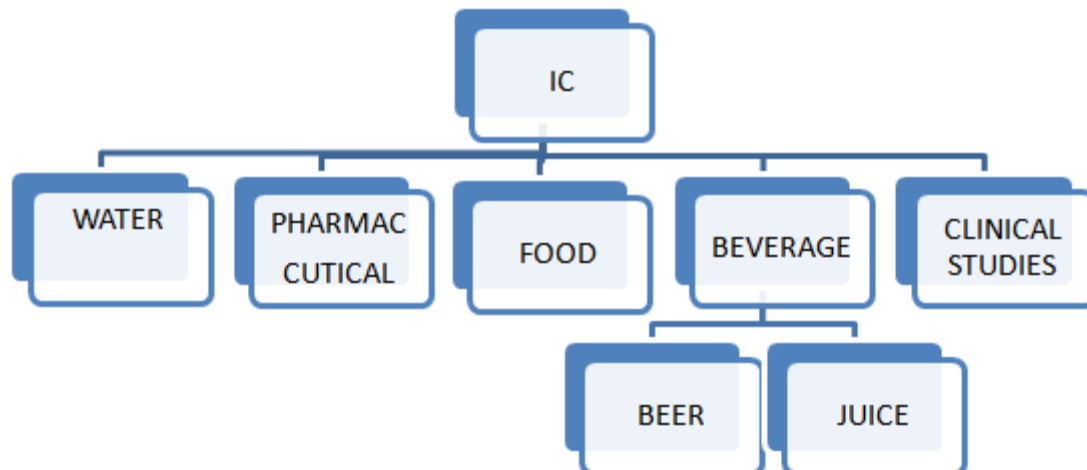 IC
WATER
PHARMAC
CUTICAL
FOOD
BEVERAGE
CLINICAL
STUDIES
BEER
JUICE